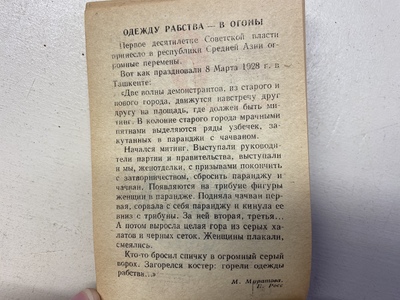 ОДЕЖДУ РАБСТВА — В ОГОНЬ!
Первое десятилетие Советской власти
принесло в республики Средней Азии ог-
ромные перемены.
Вот как праздновали 8 Марта 1928 г. в
Ташкенте:
«Две волны демонстрантов, из старого и
нового города, движутся навстречу друг
другу на площадь, где должен быть ми-
тинг. В колонне старого города мрачными
пятнами выделяются ряды узбечек, за-
кутанных в паранджи с чачваном.
Начался митинг. Выступали руководи-
тели партии и правительства, выступали
и мы, женотделки, с призывами покончить
с затворничеством, сбросить паранджу и
чачван. Появляются на трибуне фигуры
женщин в парандже. Подняла чачван пер-
вая, сорвала с себя паранджу и кинула ее
вниз с трибуны. За ней вторая, третья...
А потом выросла целая гора из серых ха-
латов и черных сеток. Женщины плакали,
смеялись.
Кто-то бросил спичку в огромный серый
ворох. Загорелся костер: горели одежды
рабства...»
М. Муратова,
Е. Росс